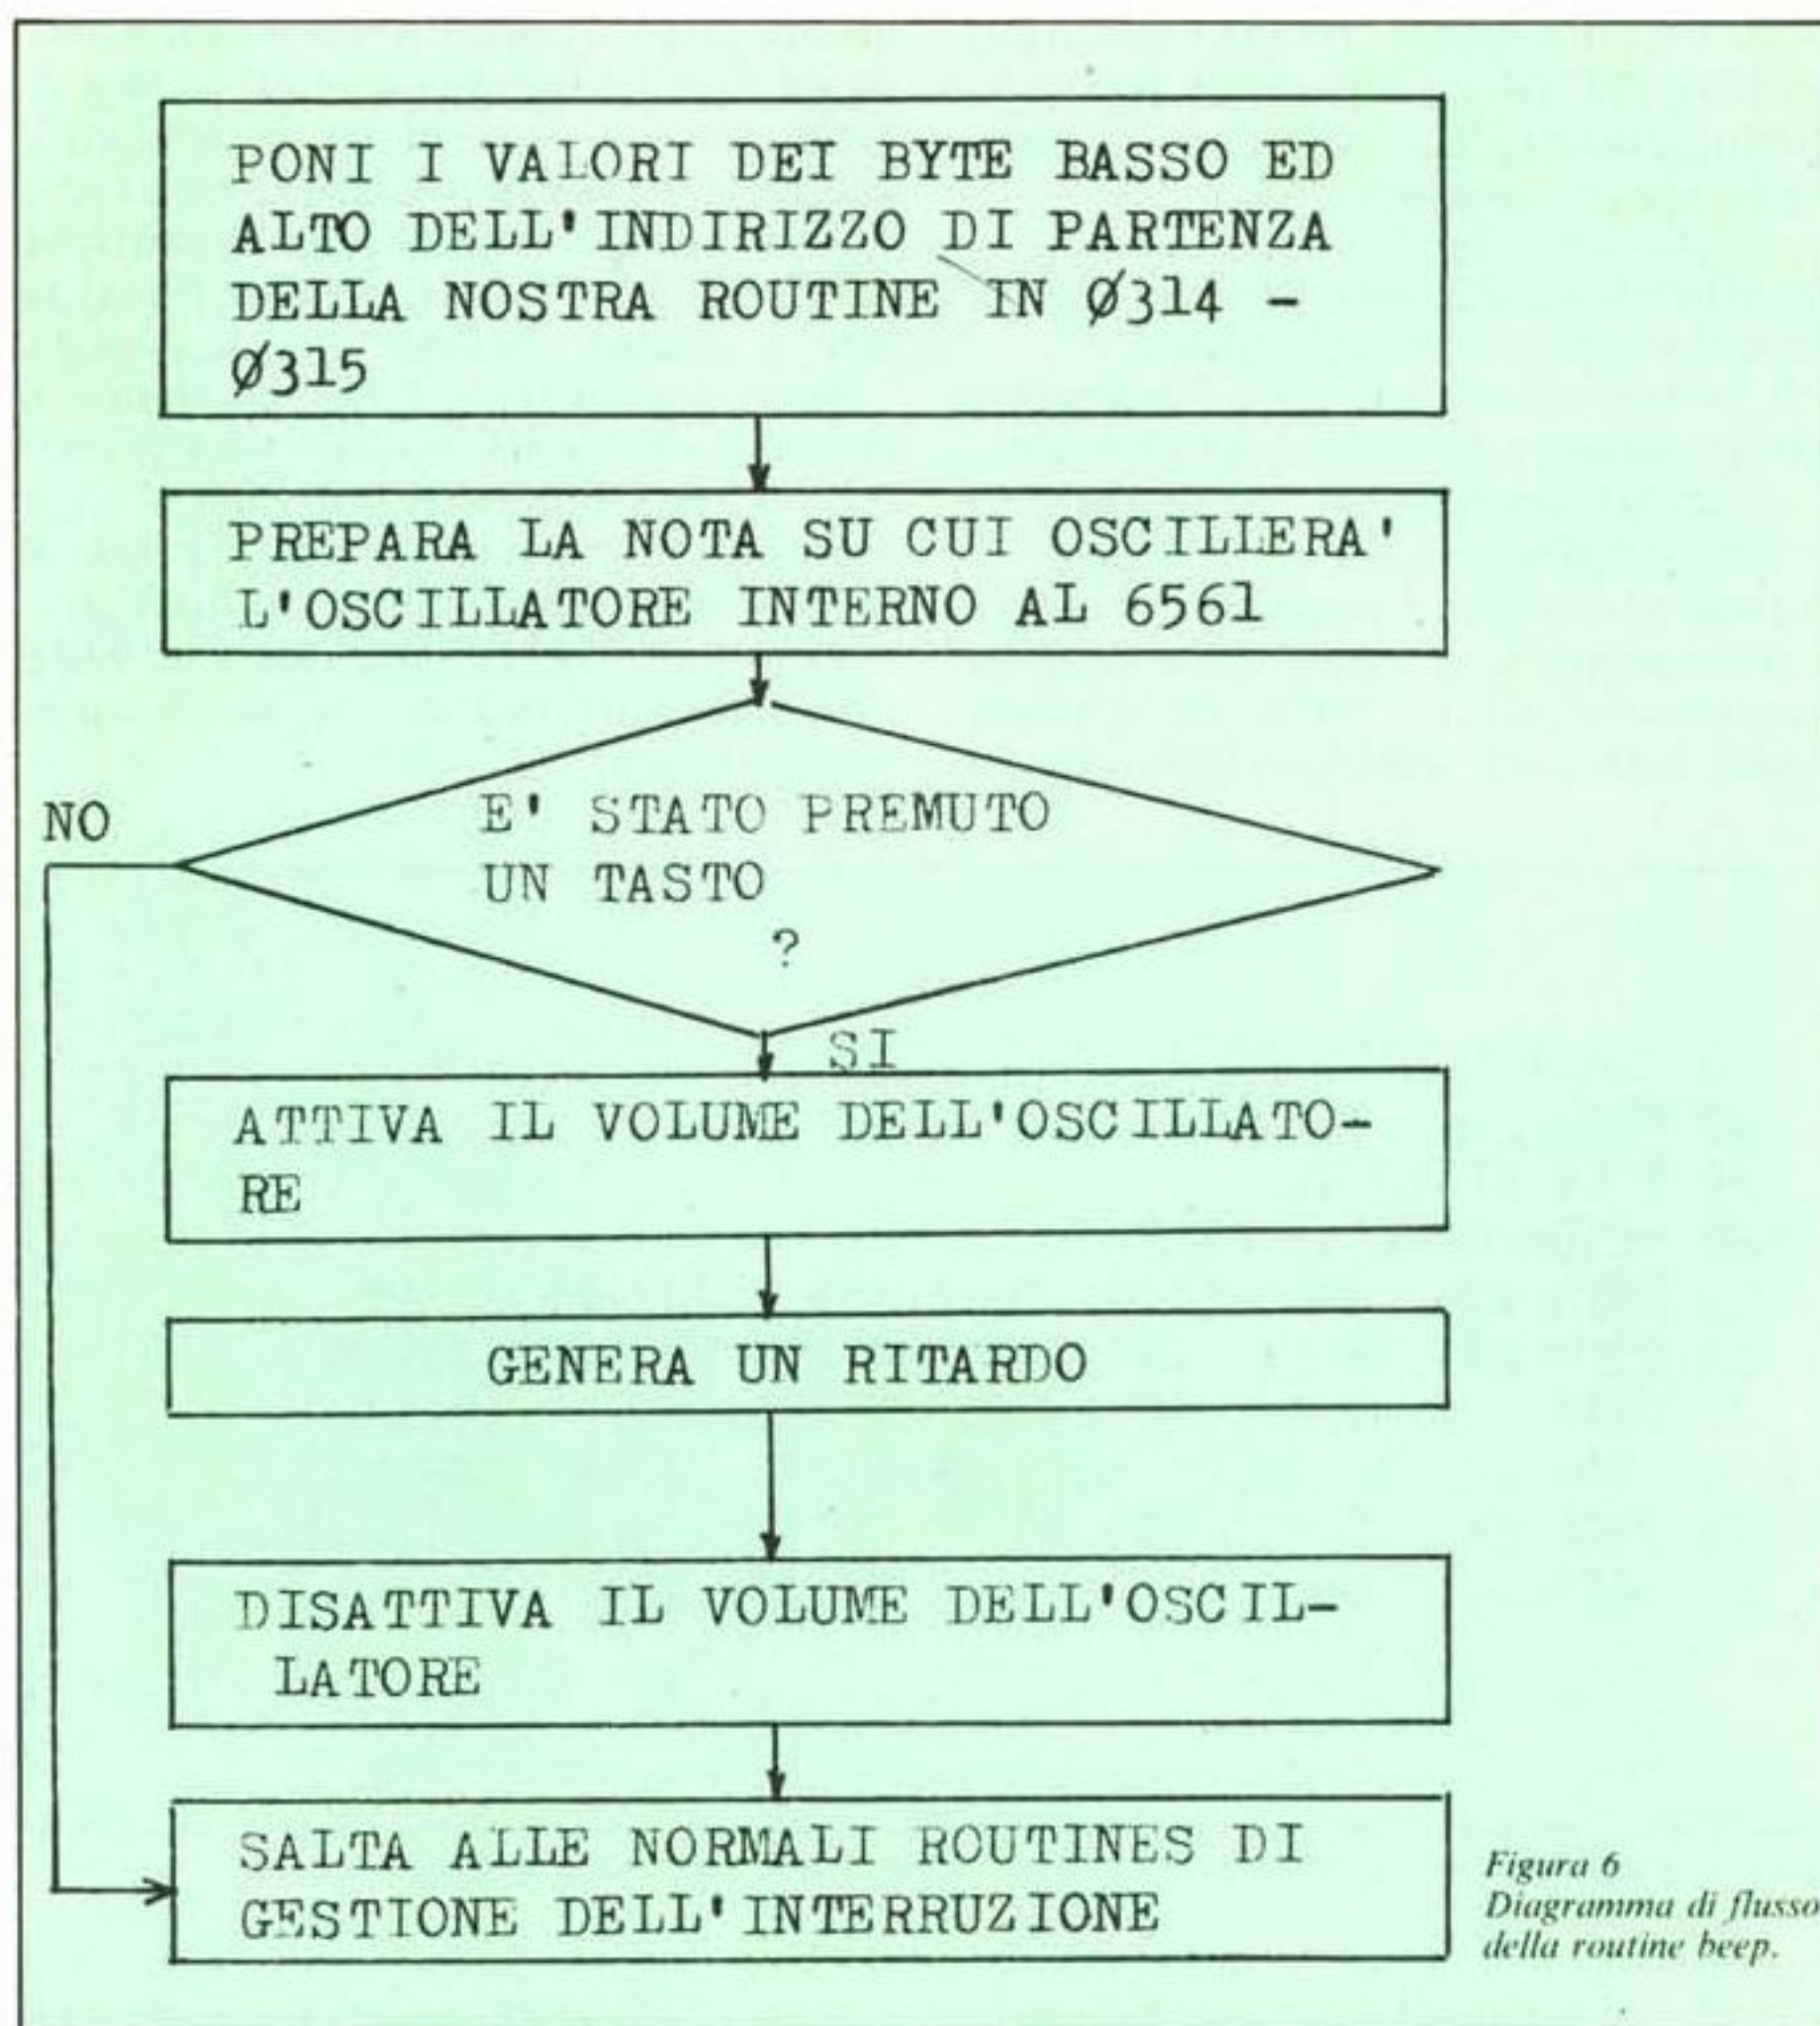 PONI I VALORI DEI BYTE BASSO ED
ALTO DELL'INDIRIZZO DI PARTENZA
DELLA NOSTRA ROUTINE IN Ø314 -
Ø315
PREPARA LA NOTA SU CUI OSCILLERA'
L'OSCILLATORE INTERNO AL 6561
NO
E' STATO PREMUTO
UN TASTO
?
SI
ATTIVA IL VOLUME DELL'OSCILLATO-
RE
GENERA UN RITARDO
DISATTIVA IL VOLUME DELL'OSCIL-
LATORE
SALTA ALLE NORMALI ROUTINES DI
GESTIONE DELL'INTERRUZIONE
Figura 6
Diagramma di flusso
della routine beep.